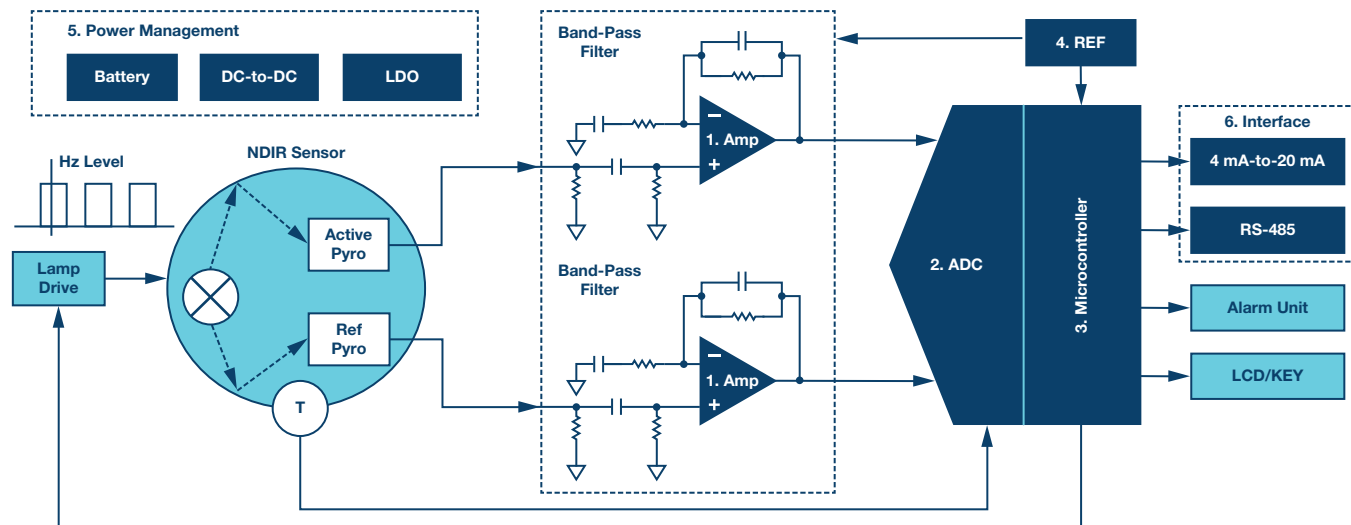 5. Power Management
Battery
DC-to-DC
LDO
Band-Pass
Filter
1. Amp
4. REF
Hz Level
NDIR Sensor
Lamp
Drive
Active
Pyro
Ref
Pyro
T
Band-Pass
Filter
1. Amp
2. ADC
3. Microcontroller
6. Interface
4 mA-to-20 mA
RS-485
Alarm Unit
LCD/KEY